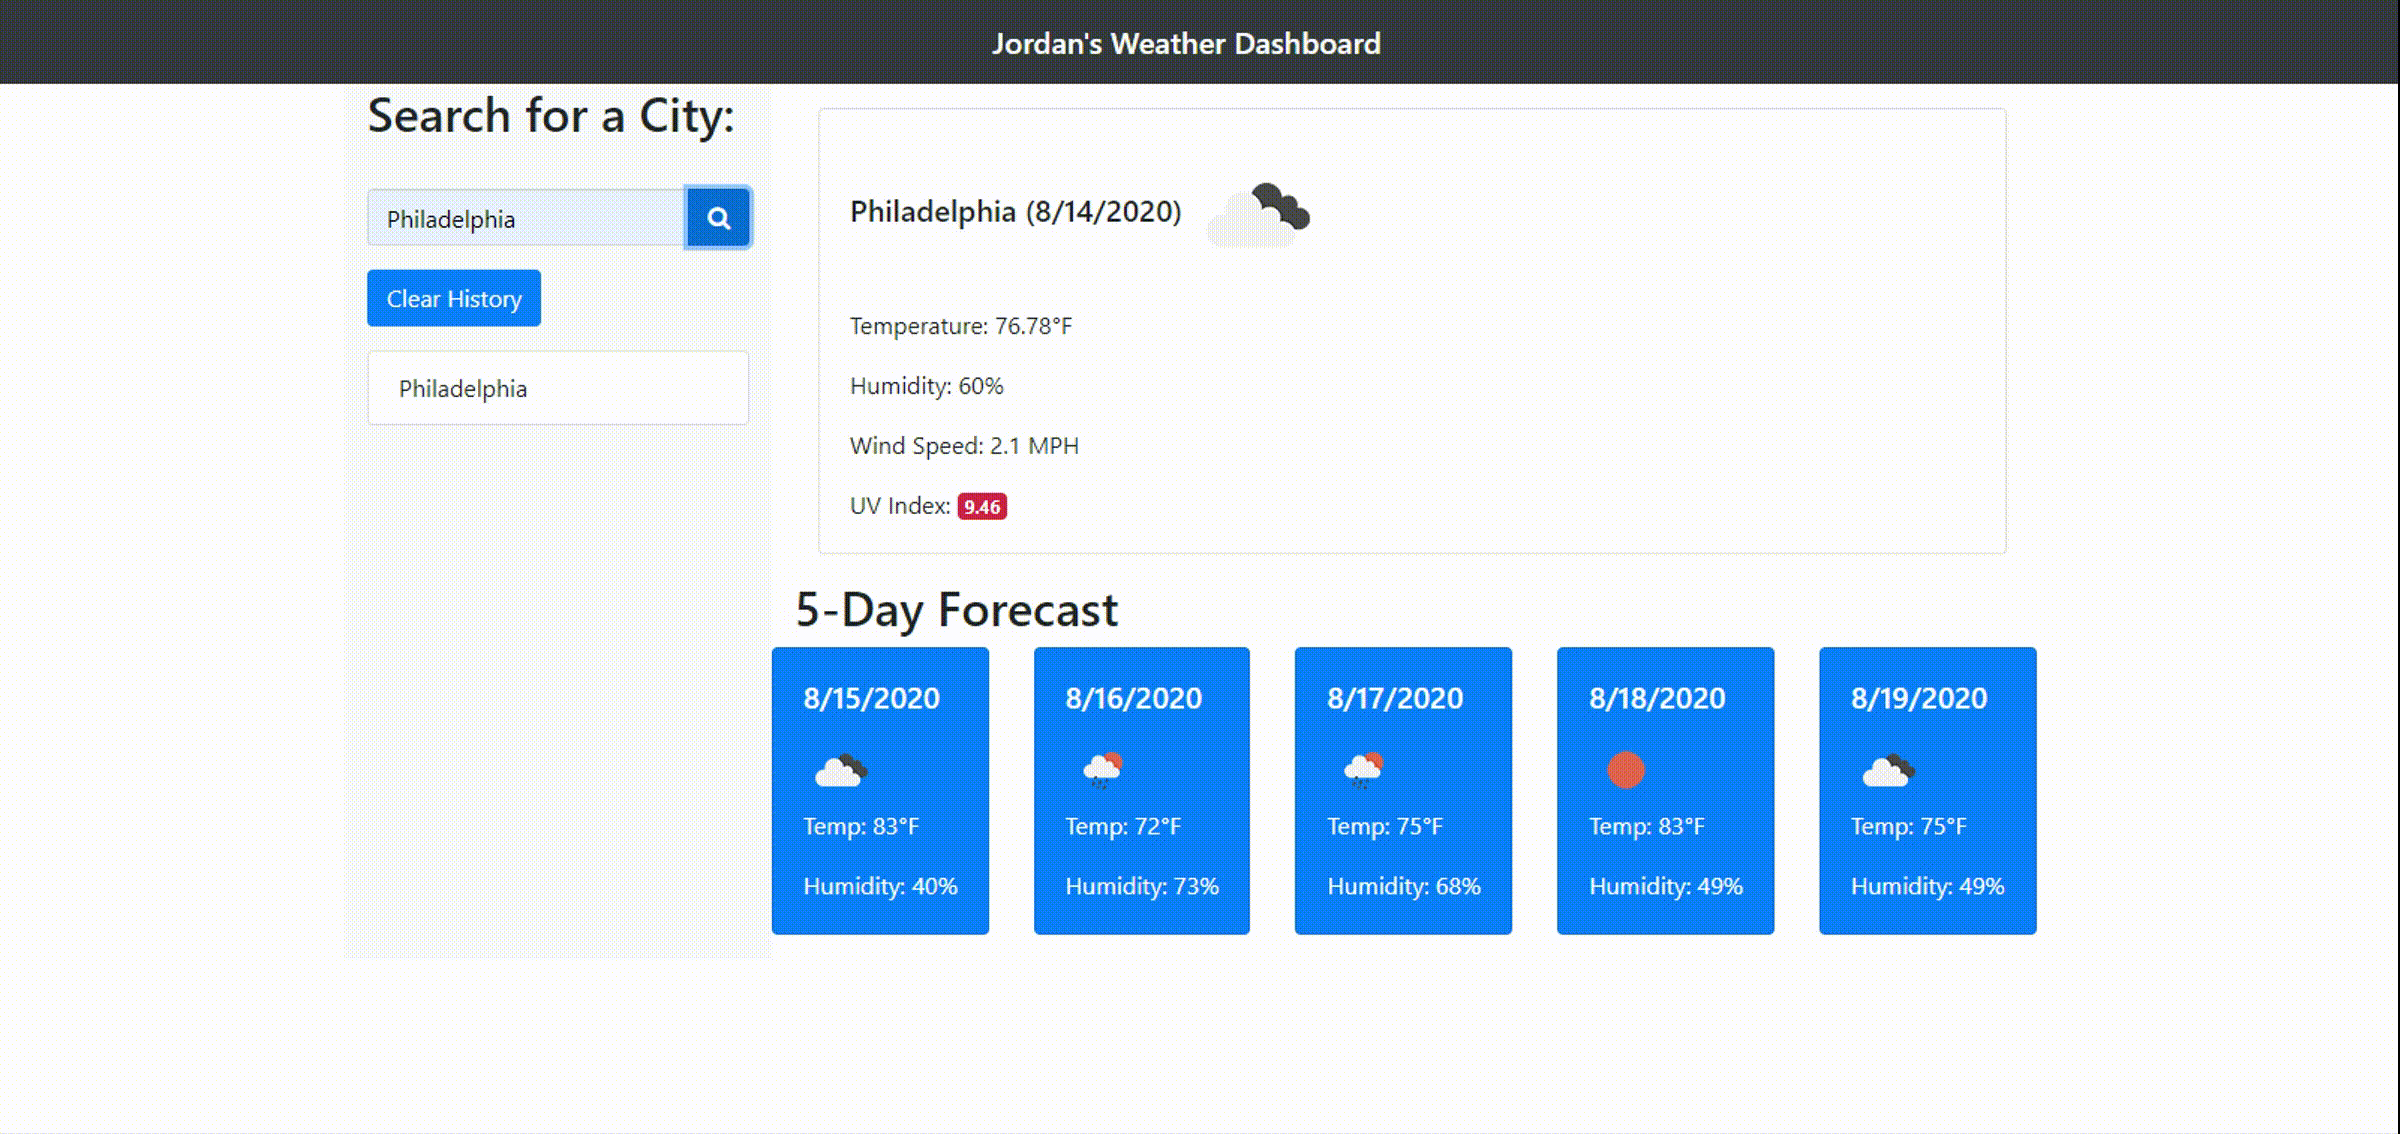 Jordan's Weather Dashboard
Search for a City:
Philadelphia
Clear History
Philadelphia
Philadelphia (8/14/2020)
Temperature: 76.78°F
Humidity: 60%
Wind Speed: 2.1 MPH
UV Index: 9.46
5-Day Forecast
8/15/2020
Temp: 83°F
Humidity: 40%
8/16/2020
Temp: 72°F
Humidity: 73%
8/17/2020
Temp: 75°F
Humidity: 68%
8/18/2020
Temp: 83°F
Humidity: 49%
8/19/2020
Temp: 75°F
Humidity: 49%